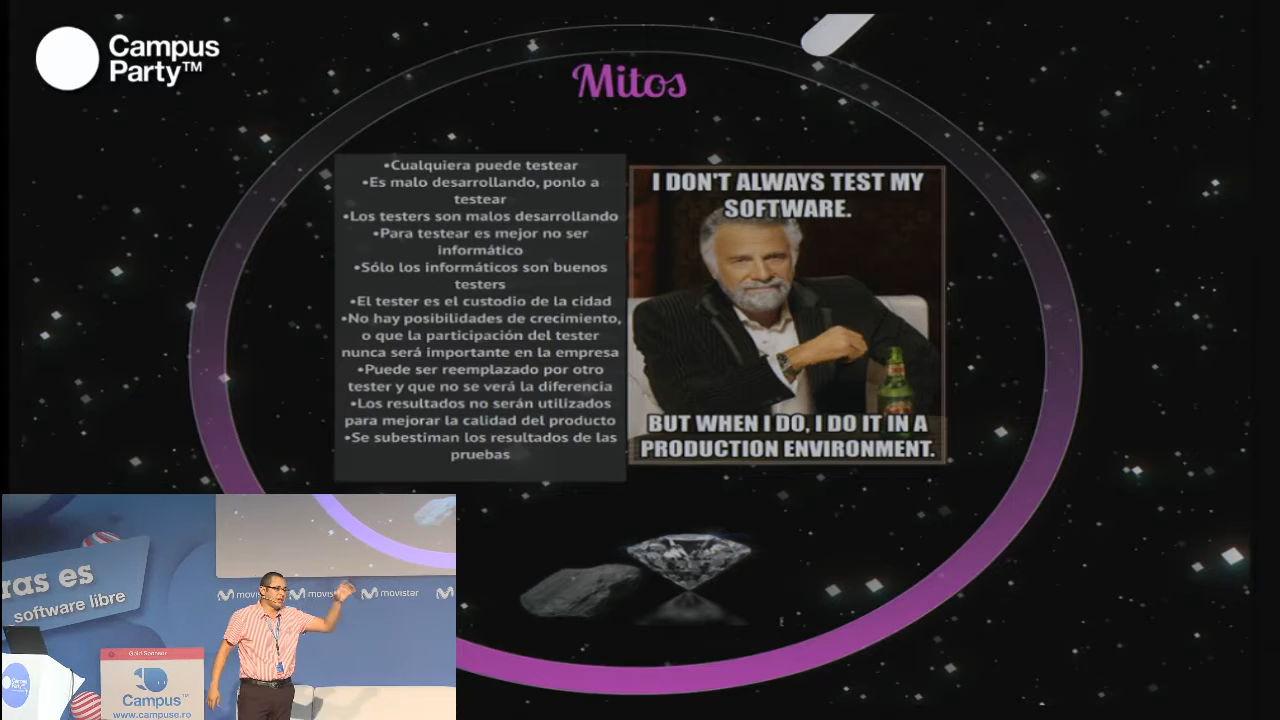 Campus
Party™
Mitos
•Cualquiera puede testear
•Es malo desarrollando, ponlo a
testear
•Los testers son malos desarrollando
•Para testear es mejor no ser
informático
•Sólo los informáticos son buenos
testers
•El tester es el custodio de la cidad
•No hay posibilidades de crecimiento,
o que la participación del tester
nunca será importante en la empresa
•Puede ser reemplazado por otro
tester y que no se verá la diferencia
•Los resultados no serán utilizados
para mejorar la calidad del producto
•Se subestiman los resultados de las
pruebas
I DON'T ALWAYS TEST MY
SOFTWARE.
BUT WHEN I DO, I DO IT IN A
PRODUCTION ENVIRONMENT.
E
ras es
software libre
movis
movistar
movistar
Gold Sponsor
Campus
www.campuse.ro
Campus
Party